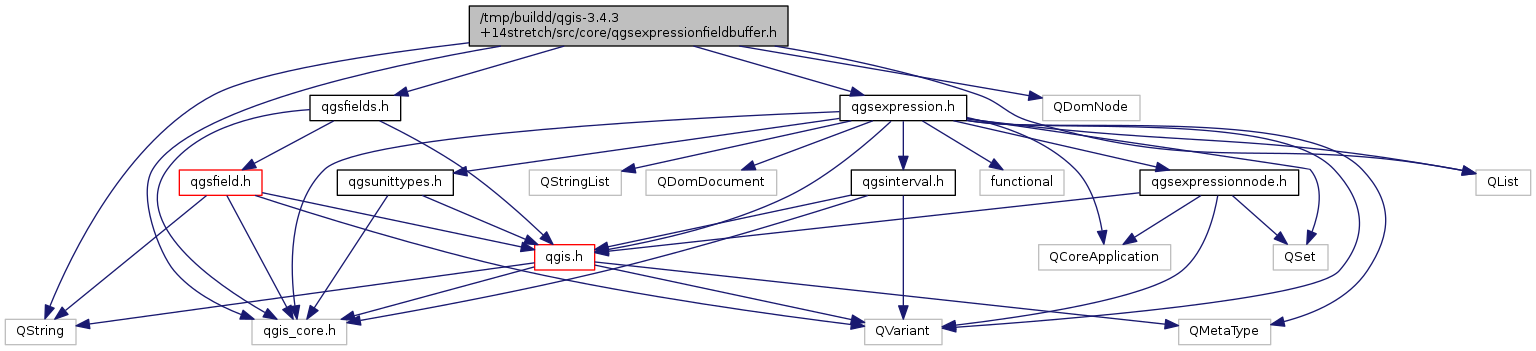 /tmp/buildd/qgis-3.4.3
+14stretch/src/core/qgsexpressionfieldbuffer.h
qgsfields.h
qgsexpression.h
QDomNode
qgsfield.h
qgsunittypes.h
QStringList
QDomDocument
qgsinterval.h
functional
qgsexpressionnode.h
QList
qgis.h
QCoreApplication
QSet
QString
qgis_core.h
QVariant
QMetaType